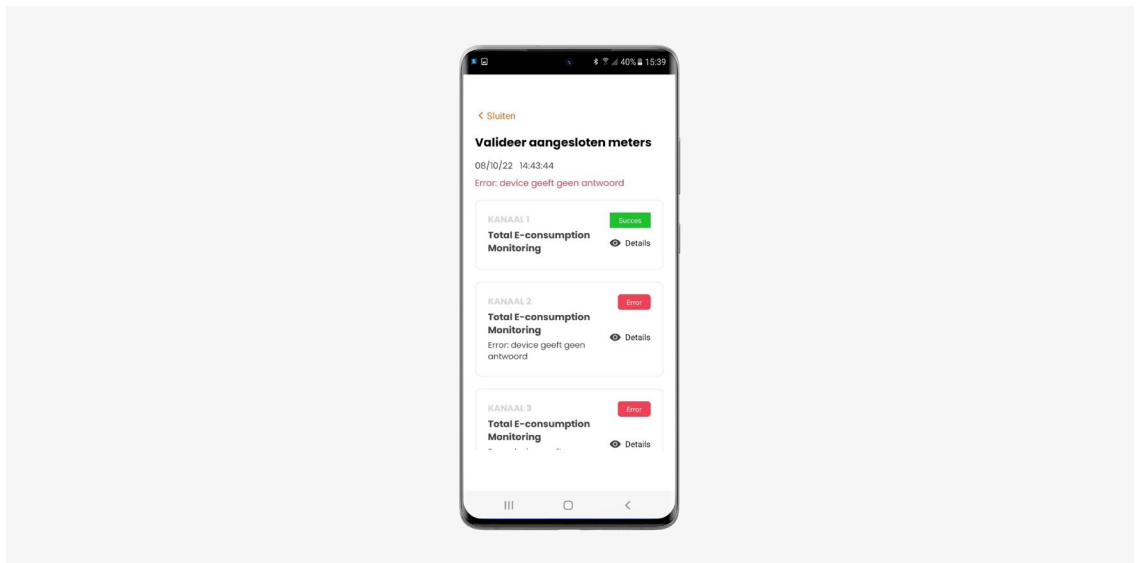 40% 15:39
Sluiten
Valideer aangesloten meters
08/10/22 14:43:44
Error: device geeft geen antwoord
KANAAL 1
Succes
Total E-consumption
Monitoring
Details
KANAAL 2
Error
Total E-consumption
Monitoring
Details
Error: device geeft geen
antwoord
KANAAL 3
Error
Total E-consumption
Monitoring
Details